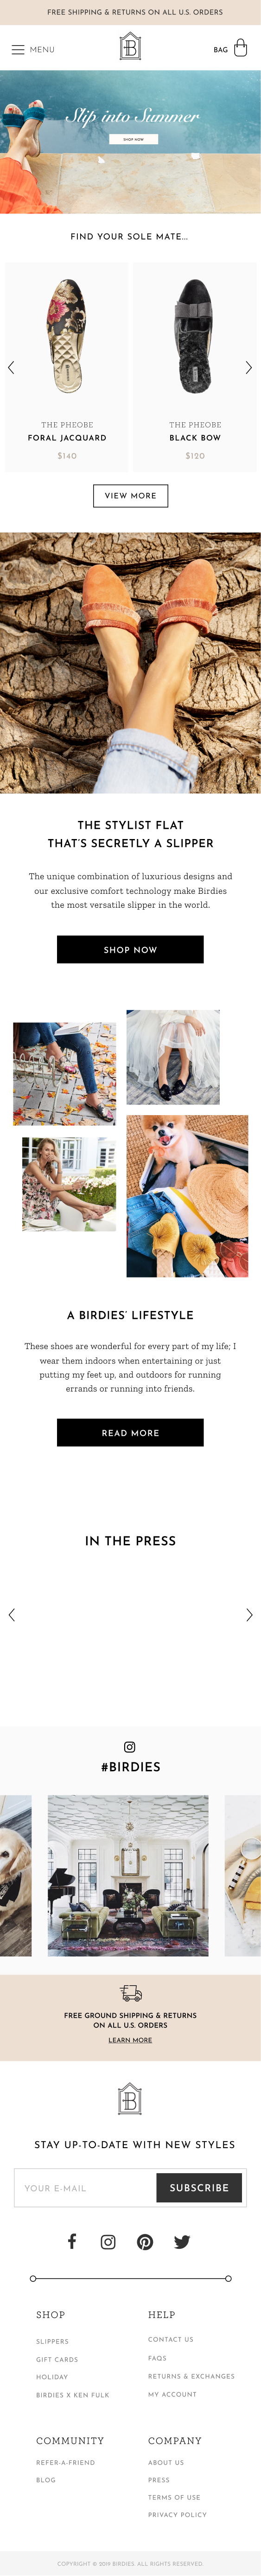 FREE SHIPPING & RETURNS ON ALL U.S. ORDERS
MENU
B
BAG
Slip into Summer
SHOP NOW
FIND YOUR SOLE MATE...
THE PHEOBE
FORAL JACQUARD
$140
THE PHEOBE
BLACK BOW
$120
VIEW MORE
THE STYLIST FLAT
THAT'S SECRETLY A SLIPPER
The unique combination of luxurious designs and
our exclusive comfort technology make Birdies
the most versatile slipper in the world.
SHOP NOW
A BIRDIES' LIFESTYLE
These shoes are wonderful for every part of my life; I
wear them indoors when entertaining or just
putting my feet up, and outdoors for running
errands or running into friends.
READ MORE
IN THE PRESS
#BIRDIES
FREE GROUND SHIPPING & RETURNS
ON ALL U.S. ORDERS
LEARN MORE
B
STAY UP-TO-DATE WITH NEW STYLES
YOUR E-MAIL
SUBSCRIBE
SHOP
SLIPPERS
GIFT CARDS
HOLIDAY
BIRDIES X KEN FULK
HELP
CONTACT US
FAQS
RETURNS & EXCHANGES
MY ACCOUNT
COMMUNITY
REFER-A-FRIEND
BLOG
COMPANY
ABOUT US
PRESS
TERMS OF USE
PRIVACY POLICY
COPYRIGHT © 2019 BIRDIES. ALL RIGHTS RESERVED